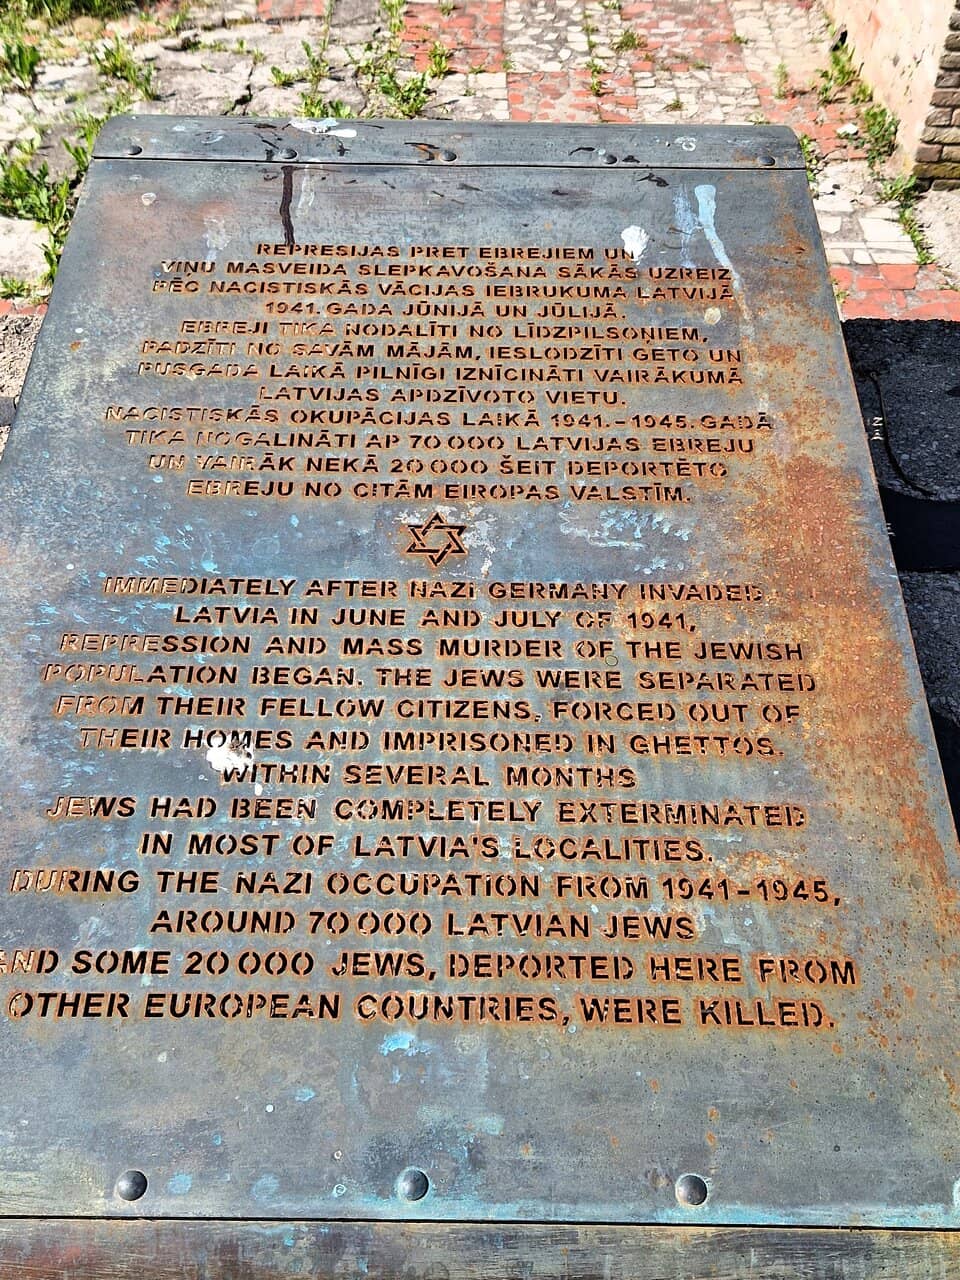 REPRESIJAS PRET EBREJIEM UN
VIŅU MASVEIDA SLEPKAVOŠANA SĀKĀS UZREIZ
PĒC NACISTISKĀS VĀCIJAS IEBRUKUMA LATVIJĀ
1941. GADA JŪNIJĀ UN JŪLIJĀ.
EBREJI TIKA NODALĪTI NO LĪDZPILSOŅIEM,
PADZĪTI NO SAVĀM MĀJĀM, IESLODZĪTI GETO UN
PUSGADA LAIKĀ PILNĪGI IZNĪCINĀTI VAIRĀKUMĀ
LATVIJAS APDZĪVOTO VIETU.
NACISTISKĀS OKUPĀCIJAS LAIKĀ 1941.-1945. GADĀ
TIKA NOGALINĀTI AP 70 000 LATVIJAS EBREJU
UN VAIRĀK NEKĀ 20 000 ŠEIT DEPORTĒTO
EBREJU NO CITĀM EIROPAS VALSTĪM.
IMMEDIATELY AFTER NAZI GERMANY INVADED
LATVIA IN JUNE AND JULY OF 1941,
REPRESSION AND MASS MURDER OF THE JEWISH
POPULATION BEGAN. THE JEWS WERE SEPARATED
FROM THEIR FELLOW CITIZENS, FORCED OUT OF
THEIR HOMES AND IMPRISONED IN GHETTOS.
WITHIN SEVERAL MONTHS
JEWS HAD BEEN COMPLETELY EXTERMINATED
IN MOST OF LATVIA'S LOCALITIES.
DURING THE NAZI OCCUPATION FROM 1941-1945,
AROUND 70 000 LATVIAN JEWS
AND SOME 20 000 JEWS, DEPORTED HERE FROM
OTHER EUROPEAN COUNTRIES, WERE KILLED.